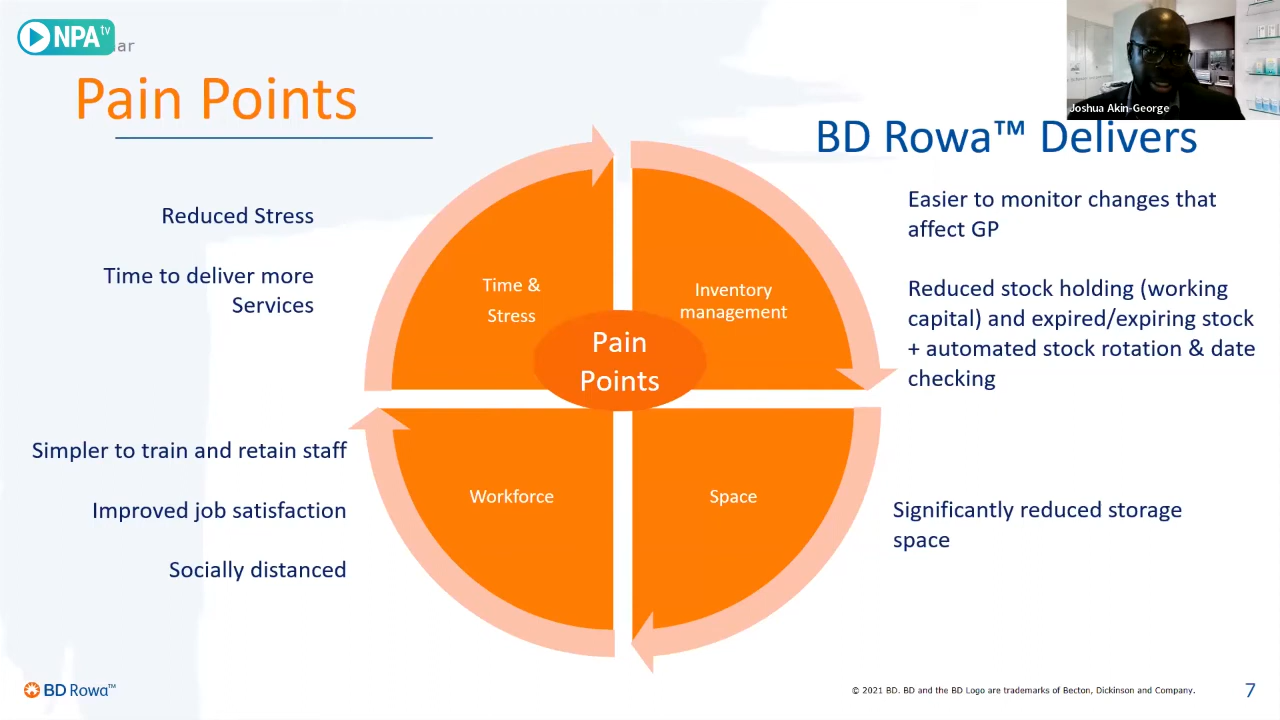 NPA tv
ar
Joshua Akin-George
Pain Points
BD Rowa™ Delivers
Reduced Stress
Time to deliver more
Services
Time &
Stress
Inventory
management
Easier to monitor changes that
affect GP
Reduced stock holding (working
capital) and expired/expiring stock
+ automated stock rotation & date
checking
Pain
Points
Simpler to train and retain staff
Improved job satisfaction
Socially distanced
Workforce
Space
Significantly reduced storage
space
BD Rowa™
© 2021 BD. BD and the BD Logo are trademarks of Becton, Dickinson and Company.
7